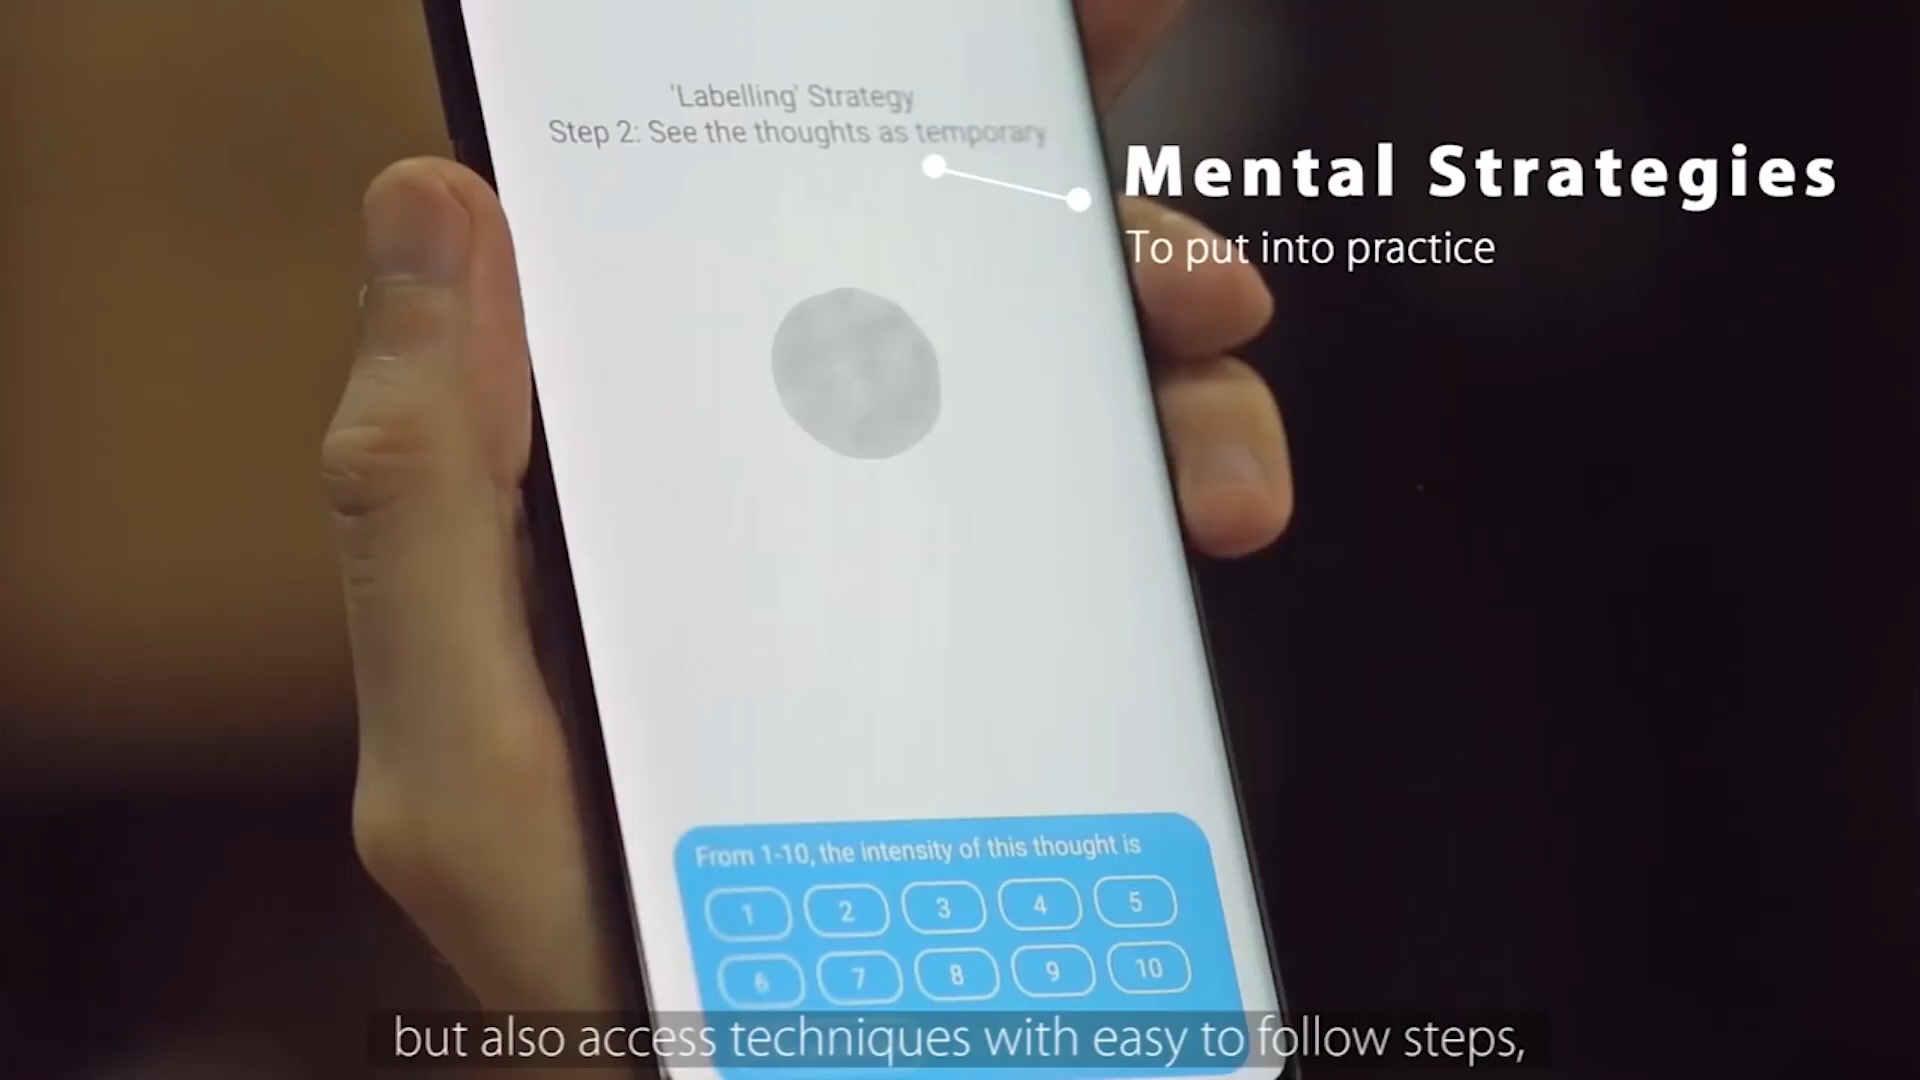 'Labelling' Strategy
Step 2: See the thoughts as temporary
Mental Strategies
To put into practice
From 1-10, the intensity of this thought is
1 2 3 4 5
6 7 8 9 10
but also access techniques with easy to follow steps,